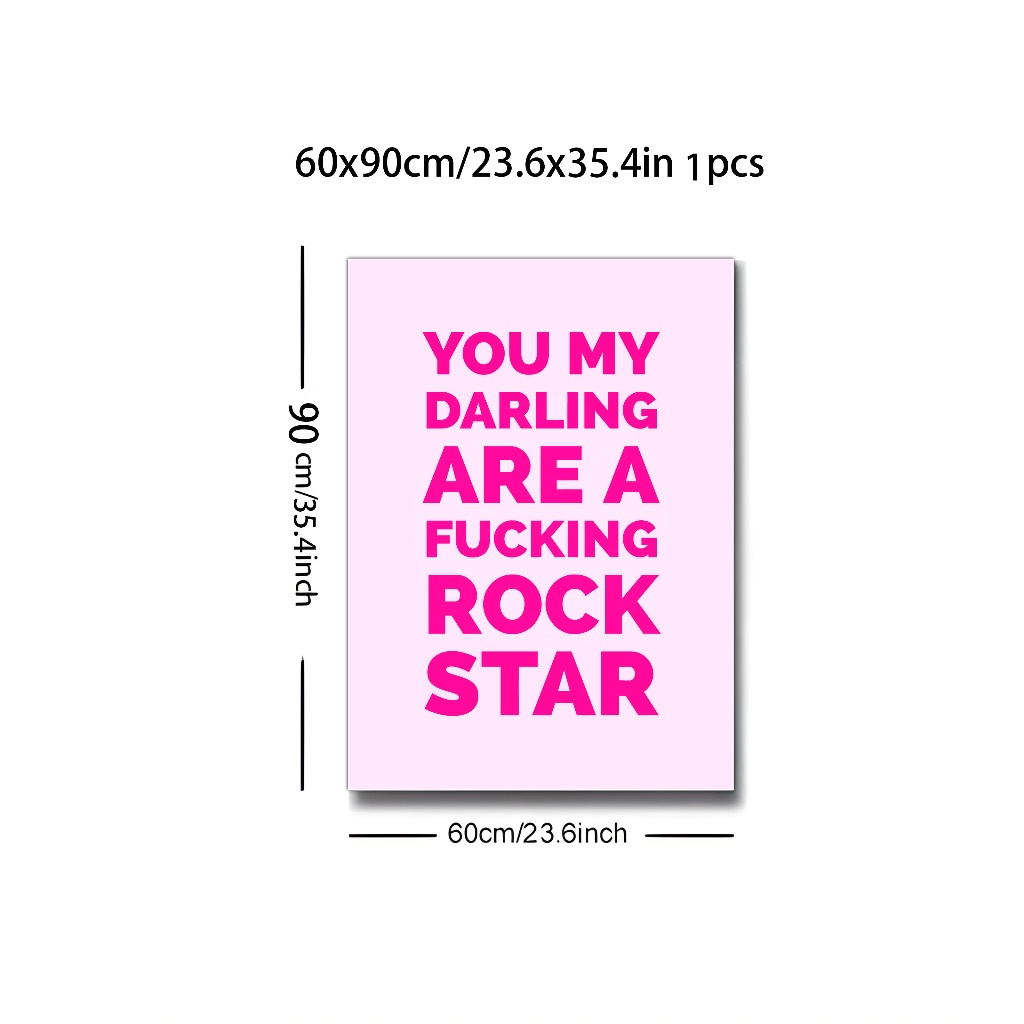 60x90cm/23.6x35.4in 1pcs
90 cm/35.4inch
YOU MY
DARLING
ARE A
FUCKING
ROCK
STAR
60cm/23.6inch